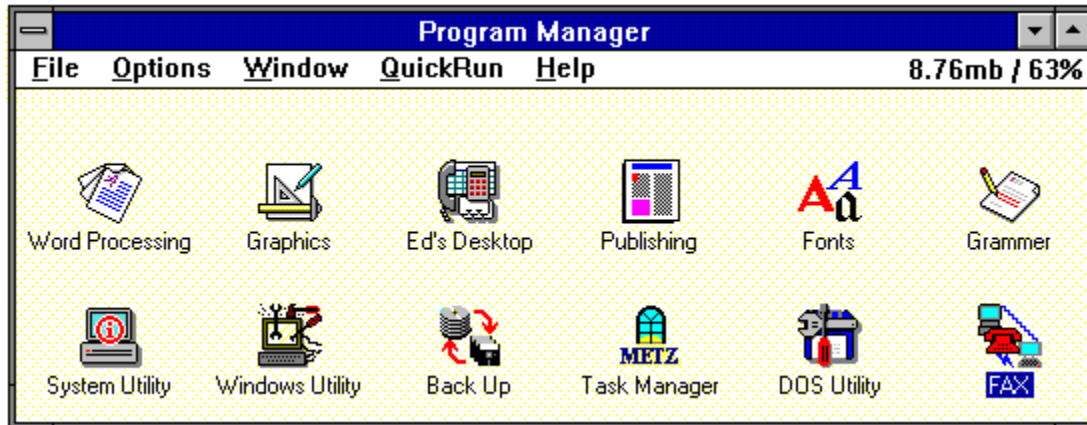 Program Manager
File Options Window QuickRun Help 8.76mb / 63%
Word Processing Graphics Ed's Desktop Publishing Fonts Grammer
METZ
System Utility Windows Utility Back Up Task Manager DOS Utility FAX